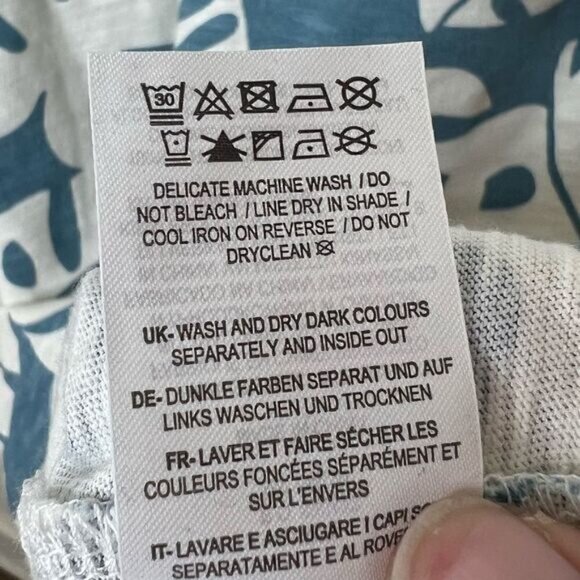 30
DELICATE MACHINE WASH / DO
NOT BLEACH / LINE DRY IN SHADE /
COOL IRON ON REVERSE / DO NOT
DRYCLEAN
UK- WASH AND DRY DARK COLOURS
SEPARATELY AND INSIDE OUT
DE- DUNKLE FARBEN SEPARAT UND AUF
LINKS WASCHEN UND TROCKNEN
FR- LAVER ET FAIRE SÉCHER LES
COULEURS FONCÉES SÉPARÉMENT ET
SUR L'ENVERS
IT- LAVARE E ASCIUGARE I
SEPARATAMENTE E AL